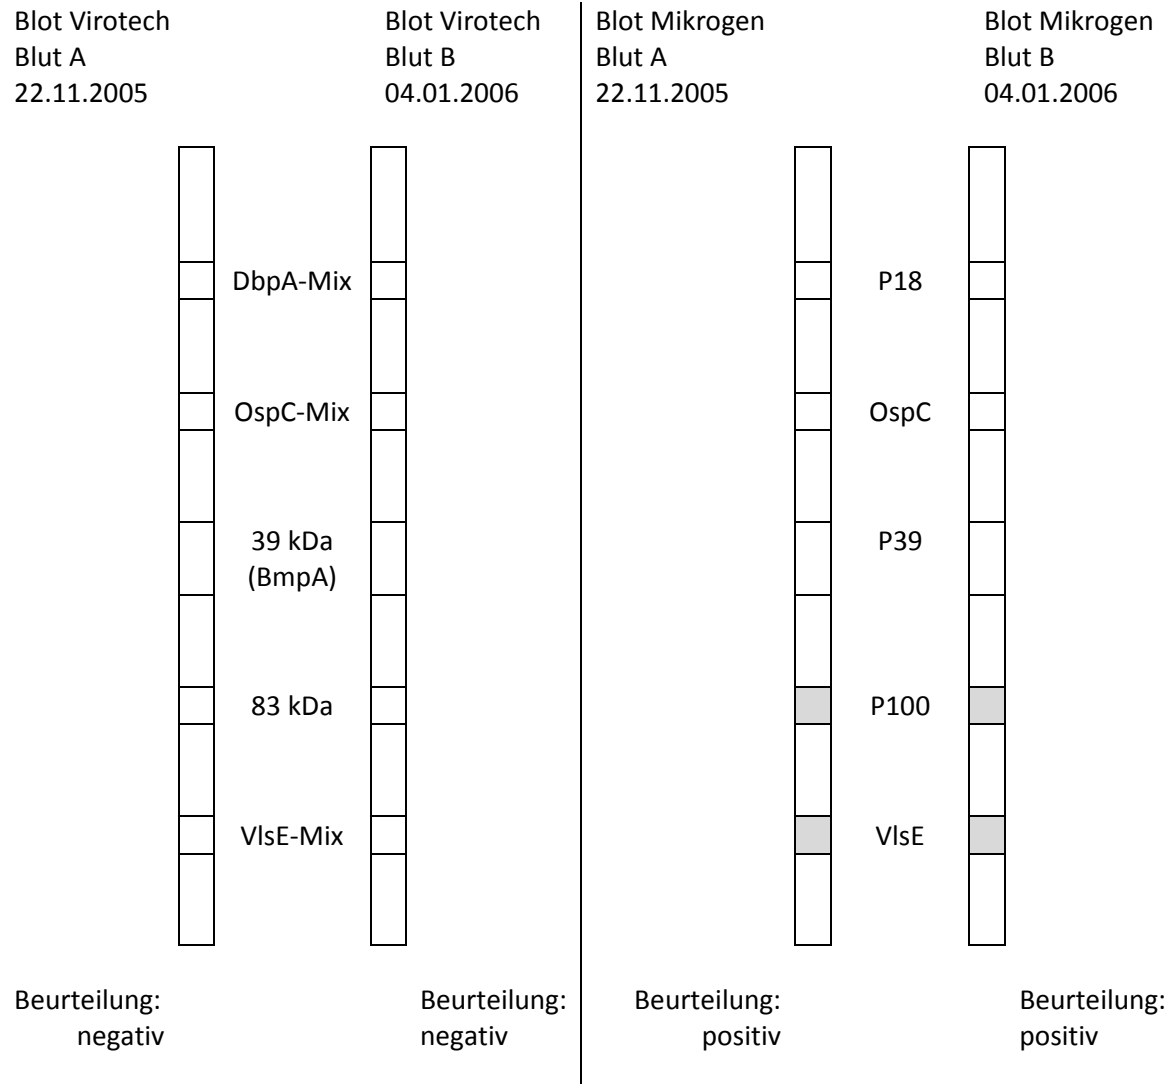 Blot Virotech
Blut A
22.11.2005
Blot Virotech
Blut B
04.01.2006
Blot Mikrogen
Blut A
22.11.2005
Blot Mikrogen
Blut B
04.01.2006
DbpA-Mix
OspC-Mix
39 kDa
(BmpA)
83 kDa
VlsE-Mix
P18
OspC
P39
P100
VlsE
Beurteilung:
negativ
Beurteilung:
negativ
Beurteilung:
positiv
Beurteilung:
positiv